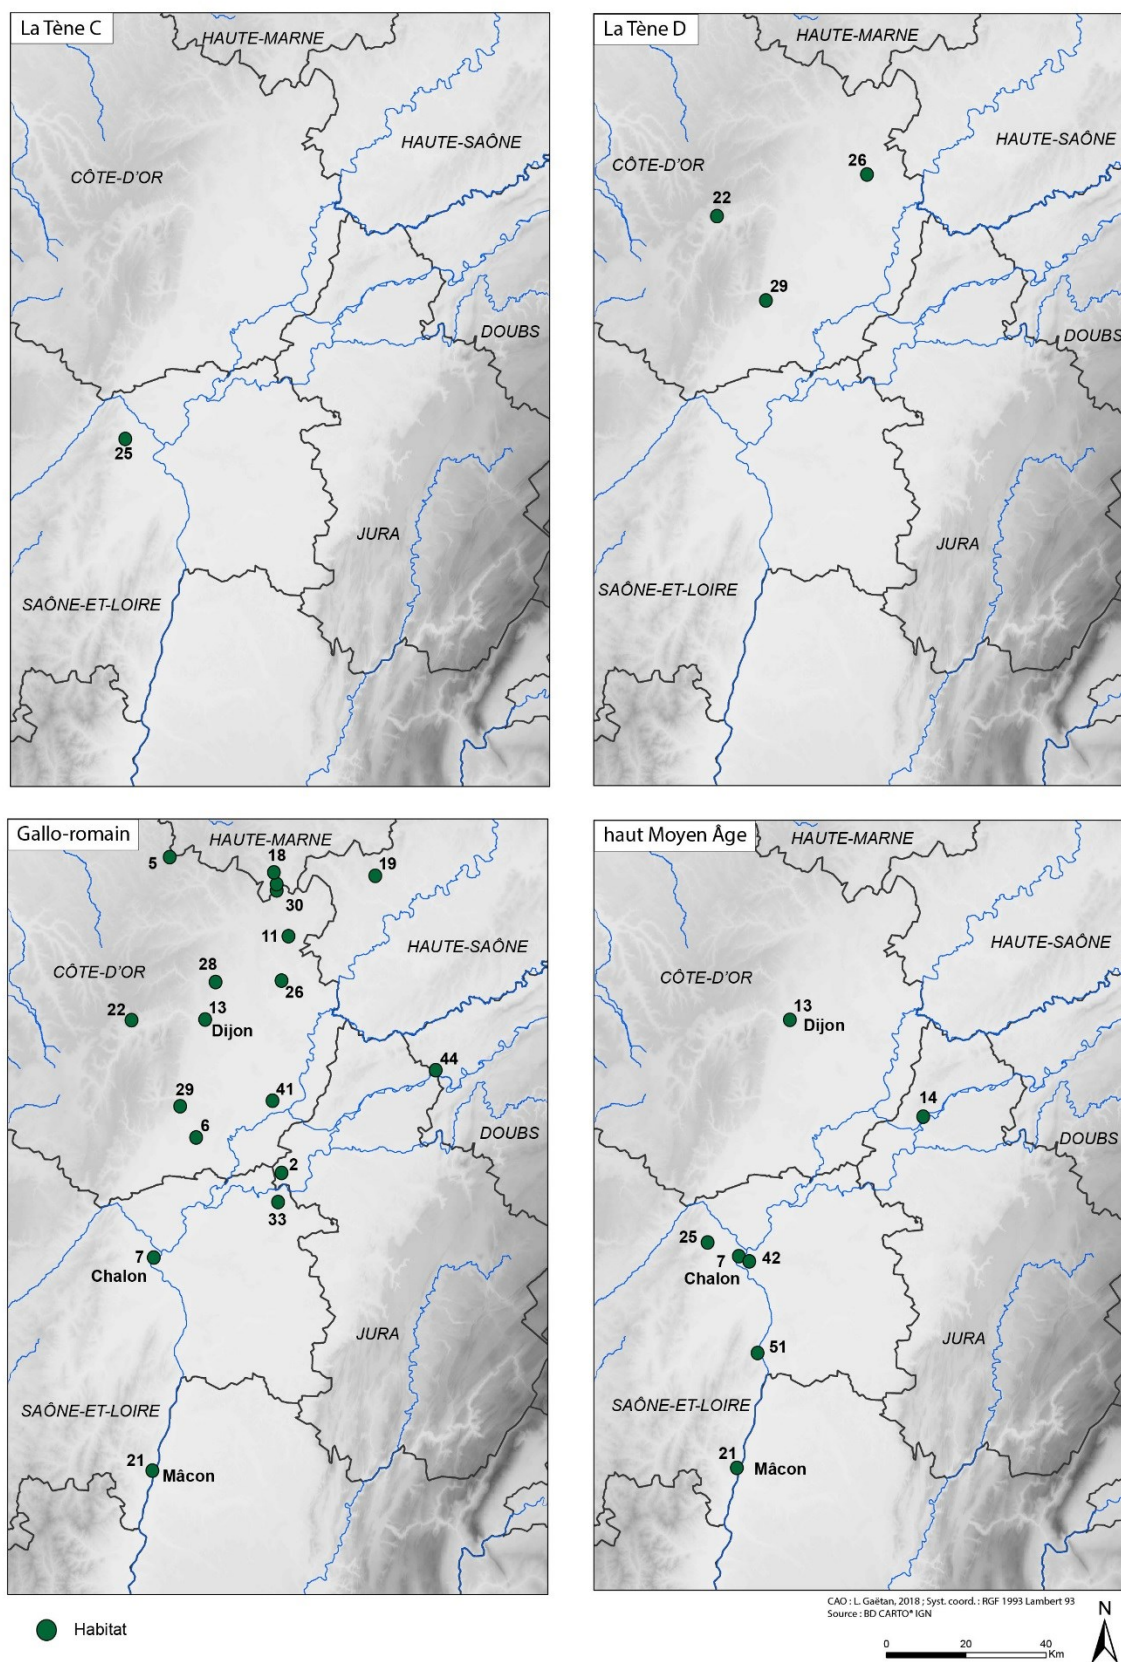 La Tène C
HAUTE-MARNE
HAUTE-SAÔNE
CÔTE-D'OR
DOUBS
25
JURA
SAÔNE-ET-LOIRE
La Tène D
HAUTE-MARNE
HAUTE-SAÔNE
CÔTE-D'OR
26
22
29
DOUBS
JURA
SAÔNE-ET-LOIRE
Gallo-romain
HAUTE-MARNE
5
18
19
30
11
HAUTE-SAÔNE
CÔTE-D'OR
28
26
22
13
Dijon
44
29
41
6
DOUBS
2
33
7
Chalon
JURA
SAÔNE-ET-LOIRE
21
Mâcon
haut Moyen Âge
HAUTE-MARNE
HAUTE-SAÔNE
CÔTE-D'OR
13
Dijon
14
DOUBS
25
7
42
Chalon
JURA
51
SAÔNE-ET-LOIRE
21
Mâcon
Habitat
CAO : L. Gaëtan, 2018 ; Syst. coord. : RGF 1993 Lambert 93
Source : BD CARTO® IGN
N
0 20 40
Km